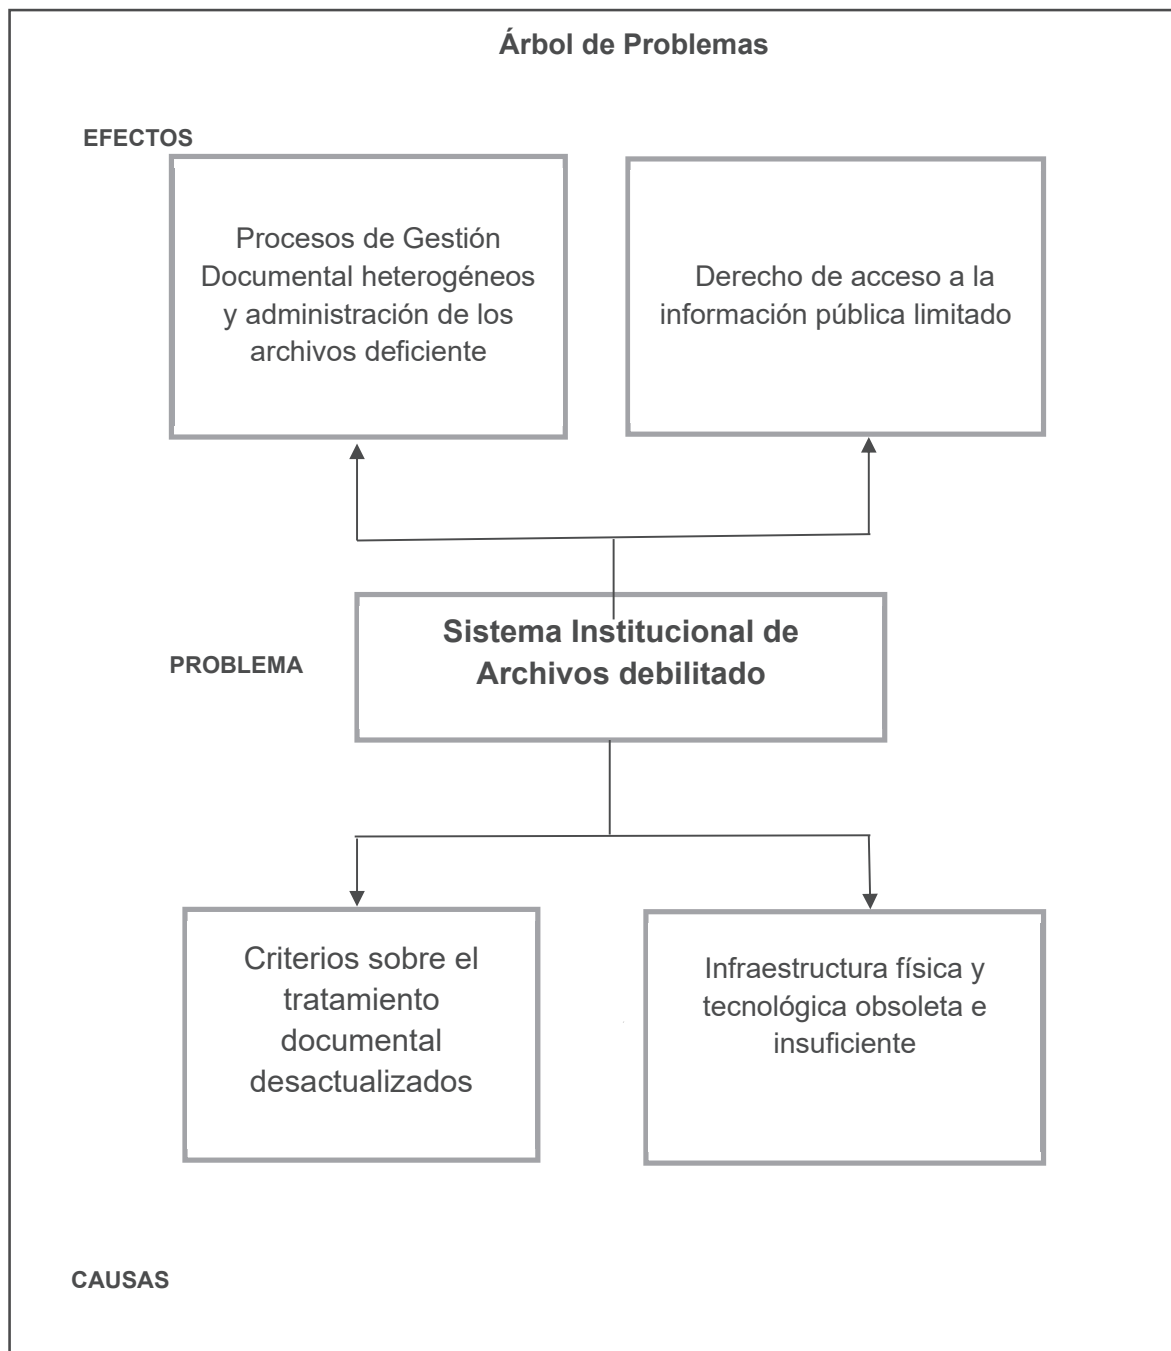 Árbol de Problemas
EFECTOS
Procesos de Gestión
Documental heterogéneos
y administración de los
archivos deficiente
Derecho de acceso a la
información pública limitado
PROBLEMA
Sistema Institucional de
Archivos debilitado
Criterios sobre el
tratamiento
documental
desactualizados
Infraestructura física y
tecnológica obsoleta e
insuficiente
CAUSAS